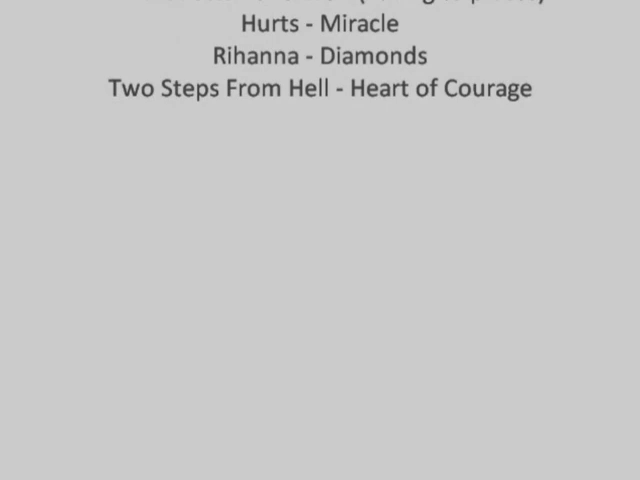 Hurts - Miracle
Rihanna - Diamonds
Two Steps From Hell - Heart of Courage